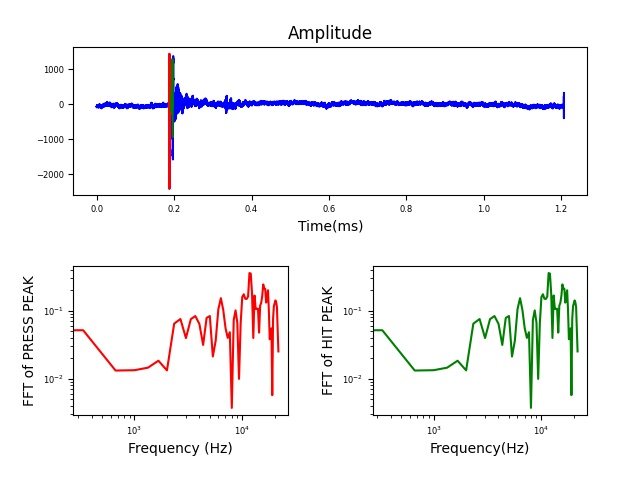 Amplitude
1000
0
−1000
−2000
0.0 0.2 0.4 0.6 0.8 1.0 1.2
Time(ms)
FFT of PRESS PEAK
10⁻¹
10⁻²
10³ 10⁴
Frequency (Hz)
FFT of HIT PEAK
10⁻¹
10⁻²
10³ 10⁴
Frequency(Hz)